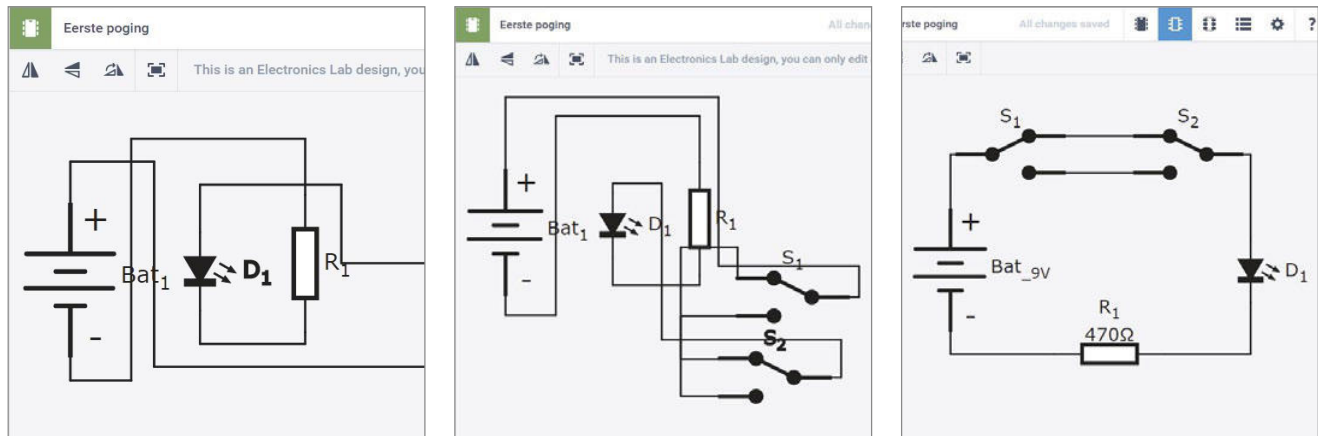 Eerste poging
This is an Electronics Lab design, you
+
Bat₁
D₁
R₁
-
Eerste poging
All chan
This is an Electronics Lab design, you can only edit
+
Bat₁
D₁
R₁
-
S₁
S₂
rste poging
All changes saved
?
S₁
S₂
+
Bat_9V
D₁
-
R₁
470Ω